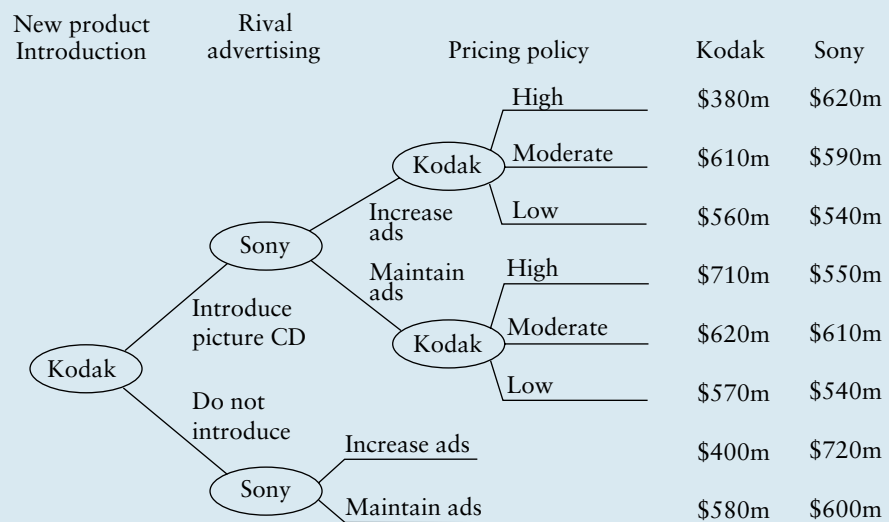 New product
Introduction
Rival
advertising
Pricing policy
Kodak
Sony
High
$380m
$620m
Kodak
Moderate
$610m
$590m
Low
$560m
$540m
Increase
ads
Sony
Maintain
ads
High
$710m
$550m
Introduce
picture CD
Kodak
Moderate
$620m
$610m
Low
$570m
$540m
Kodak
Do not
introduce
Increase ads
$400m
$720m
Sony
Maintain ads
$580m
$600m